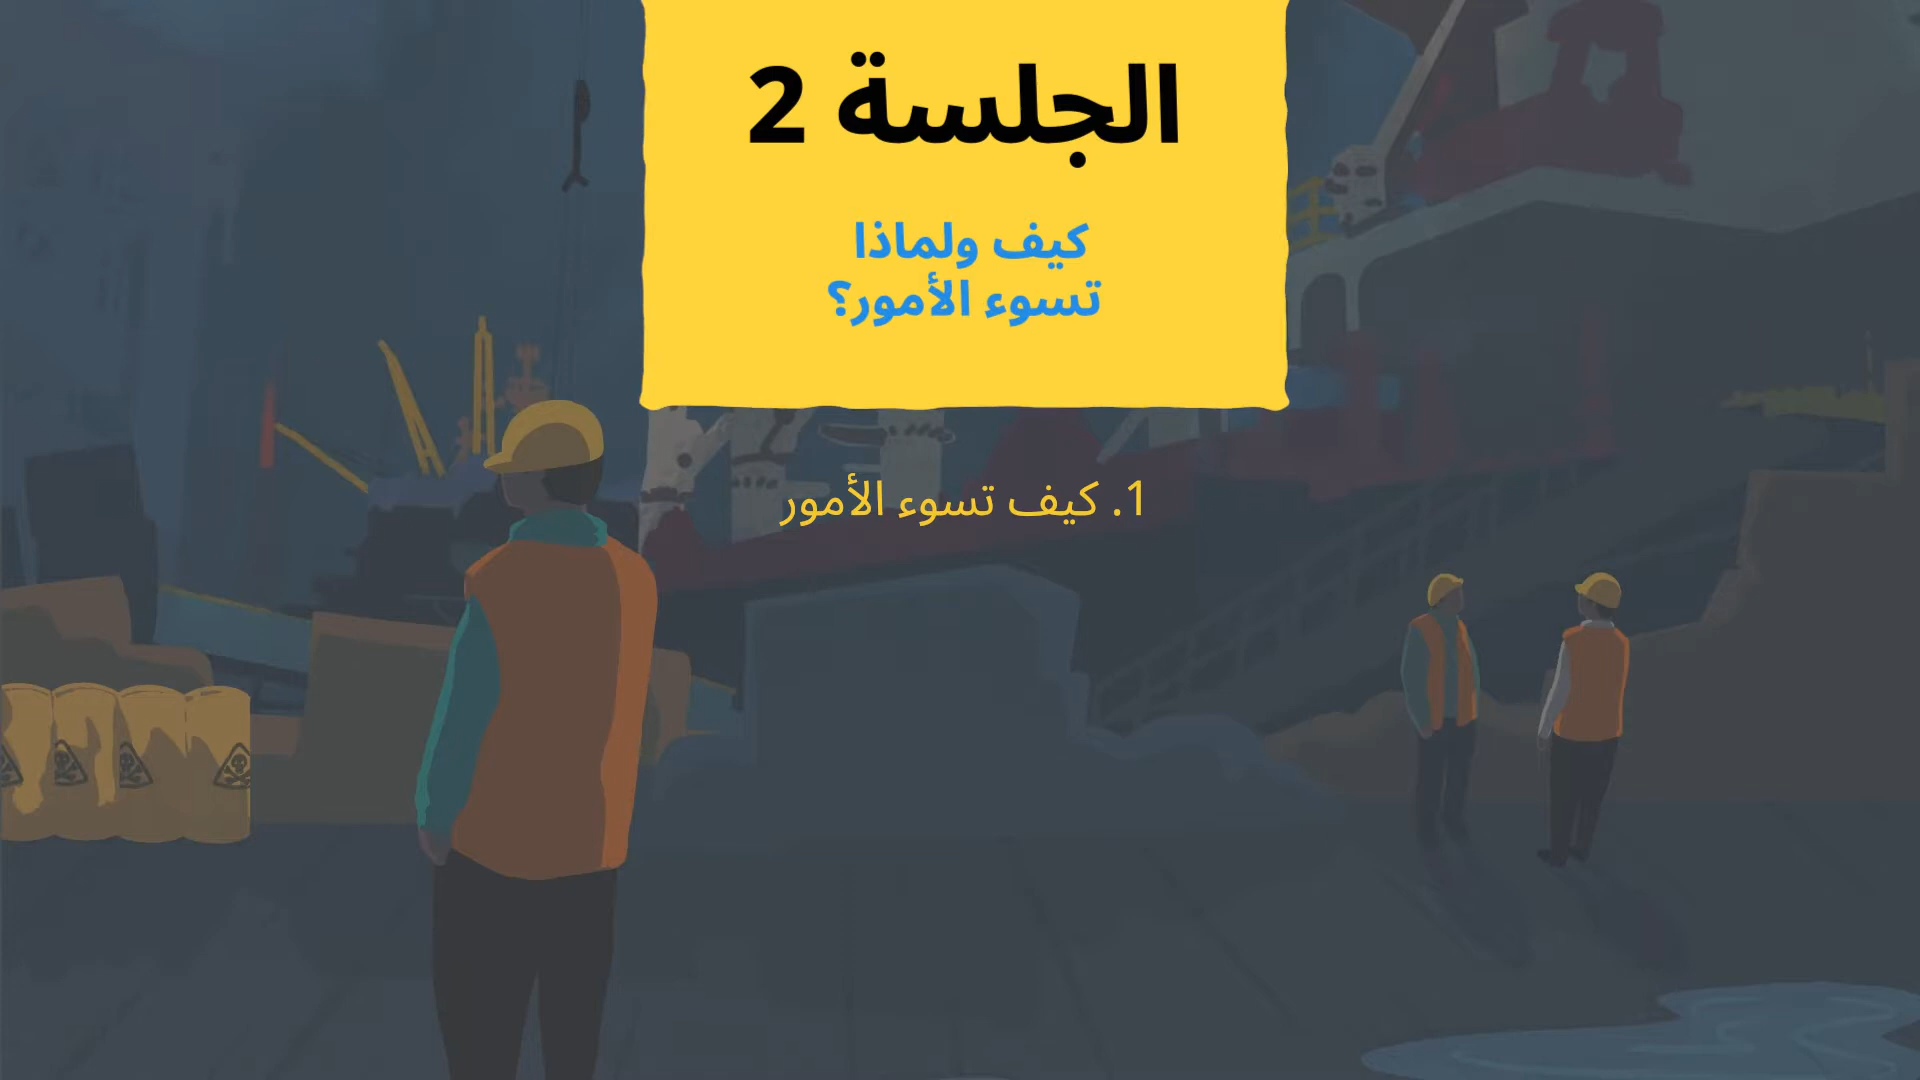 الجلسة 2
كيف ولماذا
تسوء الأمور؟
1. كيف تسوء الأمور